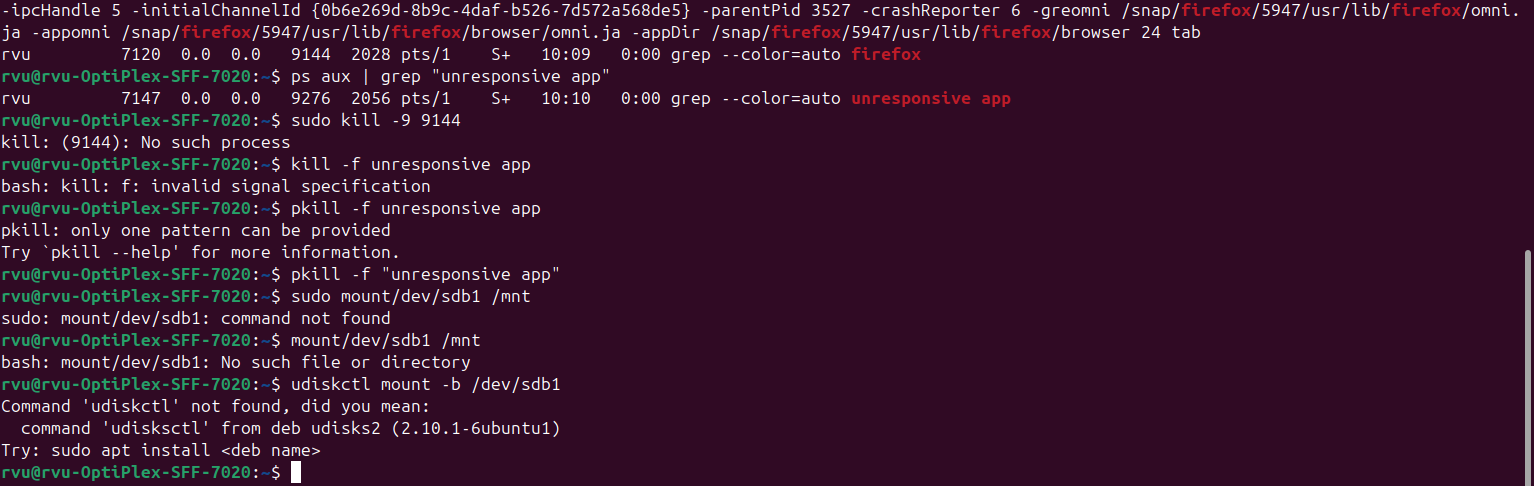 -ipcHandle 5 -initialChannelId {0b6e269d-8b9c-4daf-b526-7d572a568de5} -parentPid 3527 -crashReporter 6 -greomni /snap/firefox/5947/usr/lib/firefox/omni.
ja -appomni /snap/firefox/5947/usr/lib/firefox/browser/omni.ja -appDir /snap/firefox/5947/usr/lib/firefox/browser 24 tab
rvu         7120  0.0  0.0   9144  2028 pts/1    S+   10:09   0:00 grep --color=auto firefox
rvu@rvu-OptiPlex-SFF-7020:~$ ps aux | grep "unresponsive app"
rvu         7147  0.0  0.0   9276  2056 pts/1    S+   10:10   0:00 grep --color=auto unresponsive app
rvu@rvu-OptiPlex-SFF-7020:~$ sudo kill -9 9144
kill: (9144): No such process
rvu@rvu-OptiPlex-SFF-7020:~$ kill -f unresponsive app
bash: kill: f: invalid signal specification
rvu@rvu-OptiPlex-SFF-7020:~$ pkill -f unresponsive app
pkill: only one pattern can be provided
Try `pkill --help' for more information.
rvu@rvu-OptiPlex-SFF-7020:~$ pkill -f "unresponsive app"
rvu@rvu-OptiPlex-SFF-7020:~$ sudo mount/dev/sdb1 /mnt
sudo: mount/dev/sdb1: command not found
rvu@rvu-OptiPlex-SFF-7020:~$ mount/dev/sdb1 /mnt
bash: mount/dev/sdb1: No such file or directory
rvu@rvu-OptiPlex-SFF-7020:~$ udiskctl mount -b /dev/sdb1
Command 'udiskctl' not found, did you mean:
  command 'udisksctl' from deb udisks2 (2.10.1-6ubuntu1)
Try: sudo apt install <deb name>
rvu@rvu-OptiPlex-SFF-7020:~$